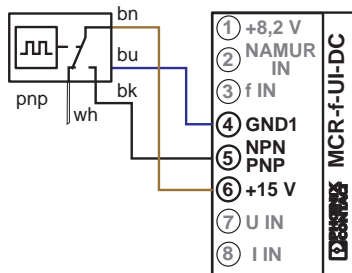 bn
bu
bk
wh
pnp
1 +8,2 V
2 NAMUR IN
3 f IN
4 GND1
5 NPN PNP
6 +15 V
7 U IN
8 I IN
MCR-f-UI-DC
PHOENIX CONTACT